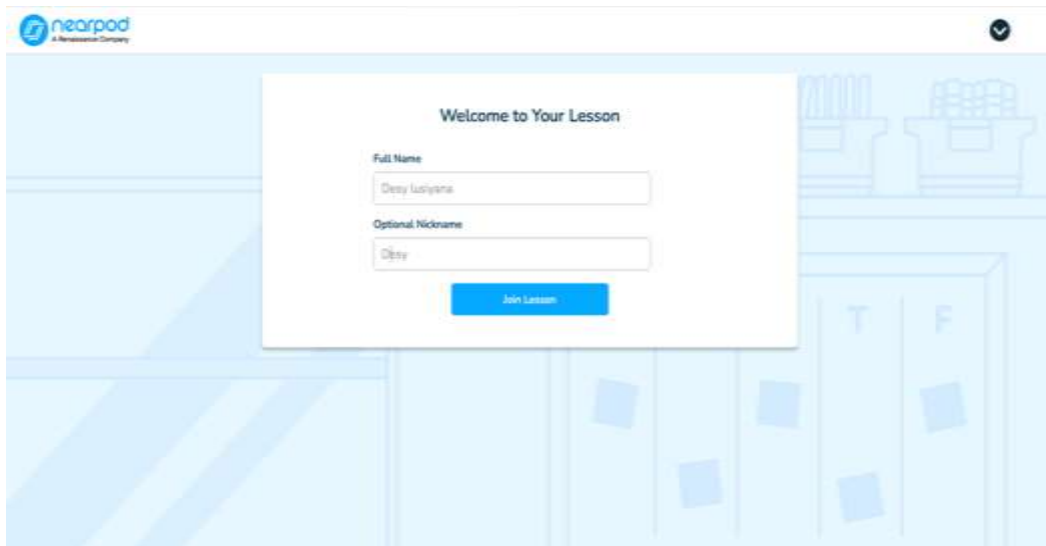 nearpod
A Renaissance Company
Welcome to Your Lesson
Full Name
Desy lusiyana
Optional Nickname
Desy
Join Lesson
T F